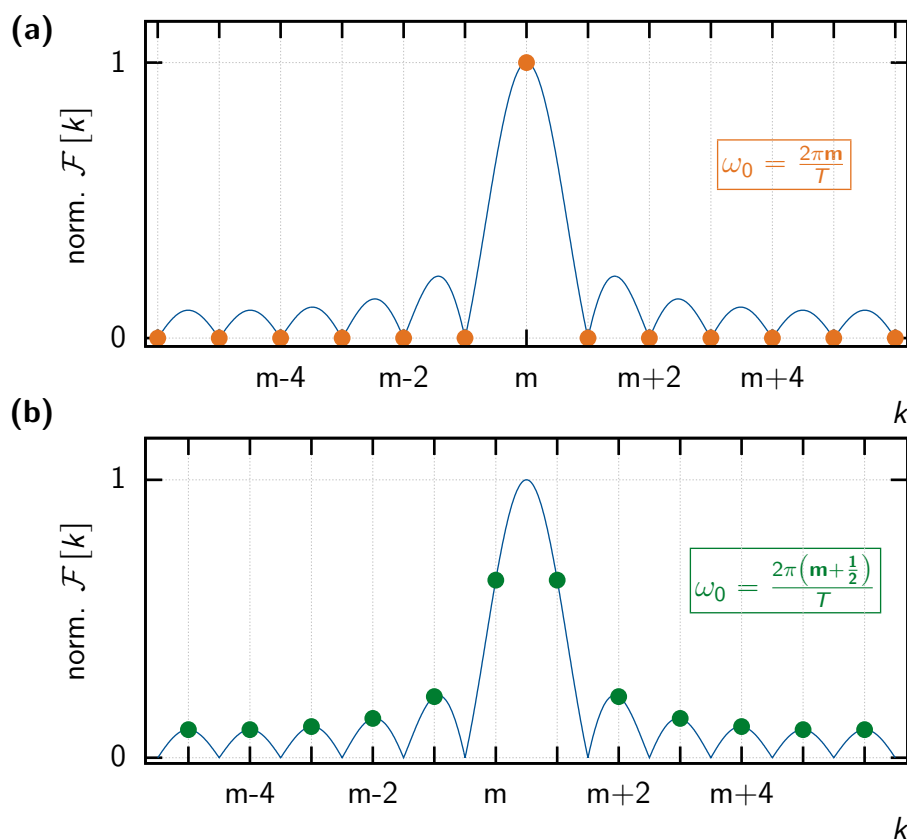 (a)
1
norm. 𝓕 [k]
ω₀ = 2πm/T
0
m-4 m-2 m m+2 m+4
k
(b)
1
norm. 𝓕 [k]
ω₀ = 2π(m+½)/T
0
m-4 m-2 m m+2 m+4
k